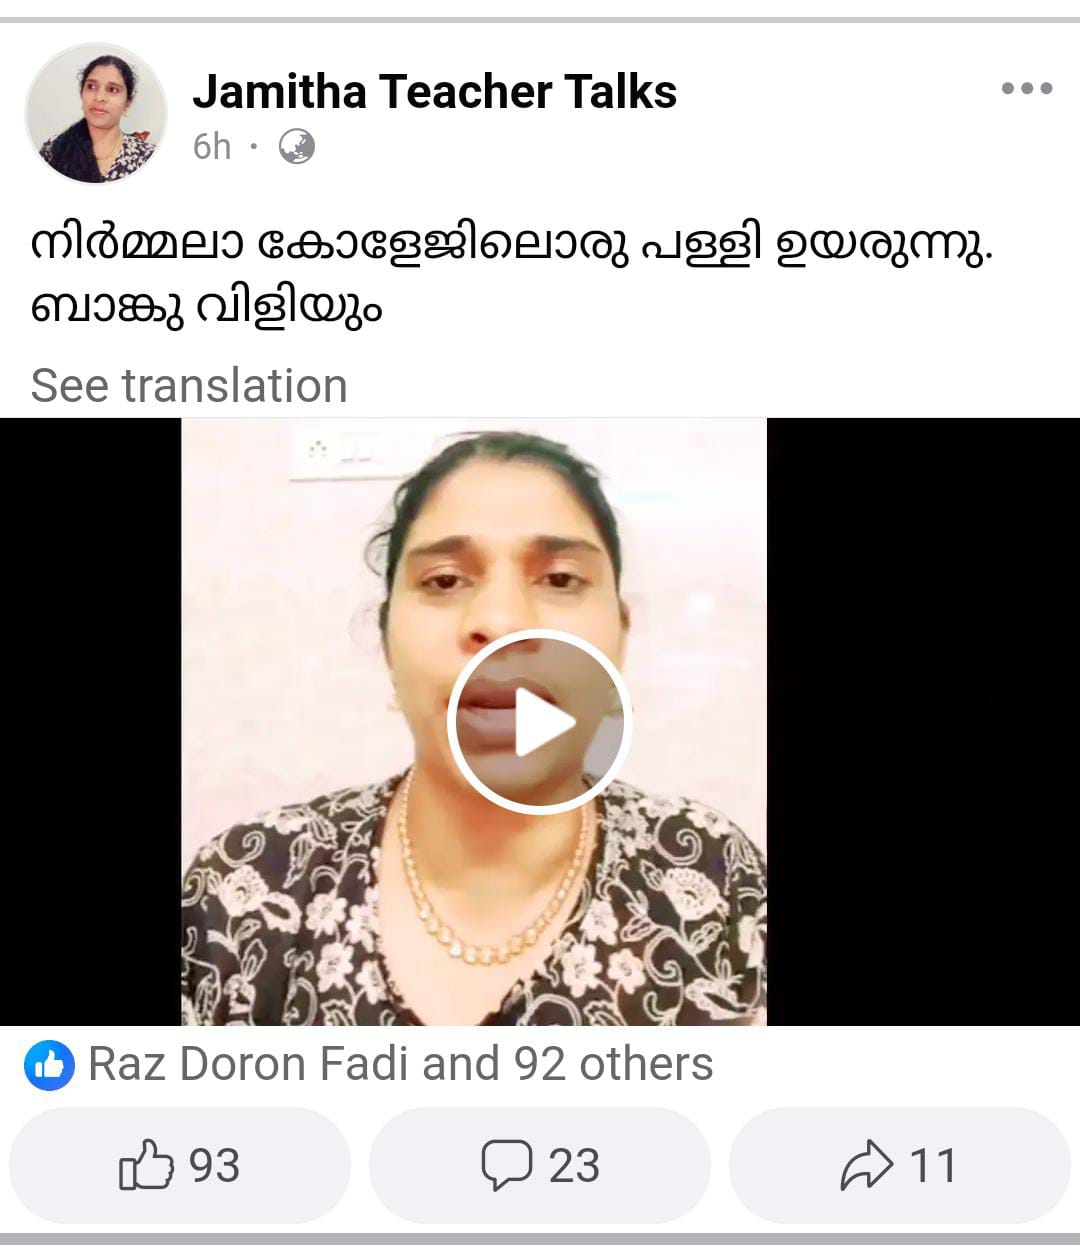 Jamitha Teacher Talks
6h ·
നിർമ്മലാ കോളേജിലൊരു പള്ളി ഉയരുന്നു.
ബാങ്കു വിളിയും
See translation
Raz Doron Fadi and 92 others
93 23 11